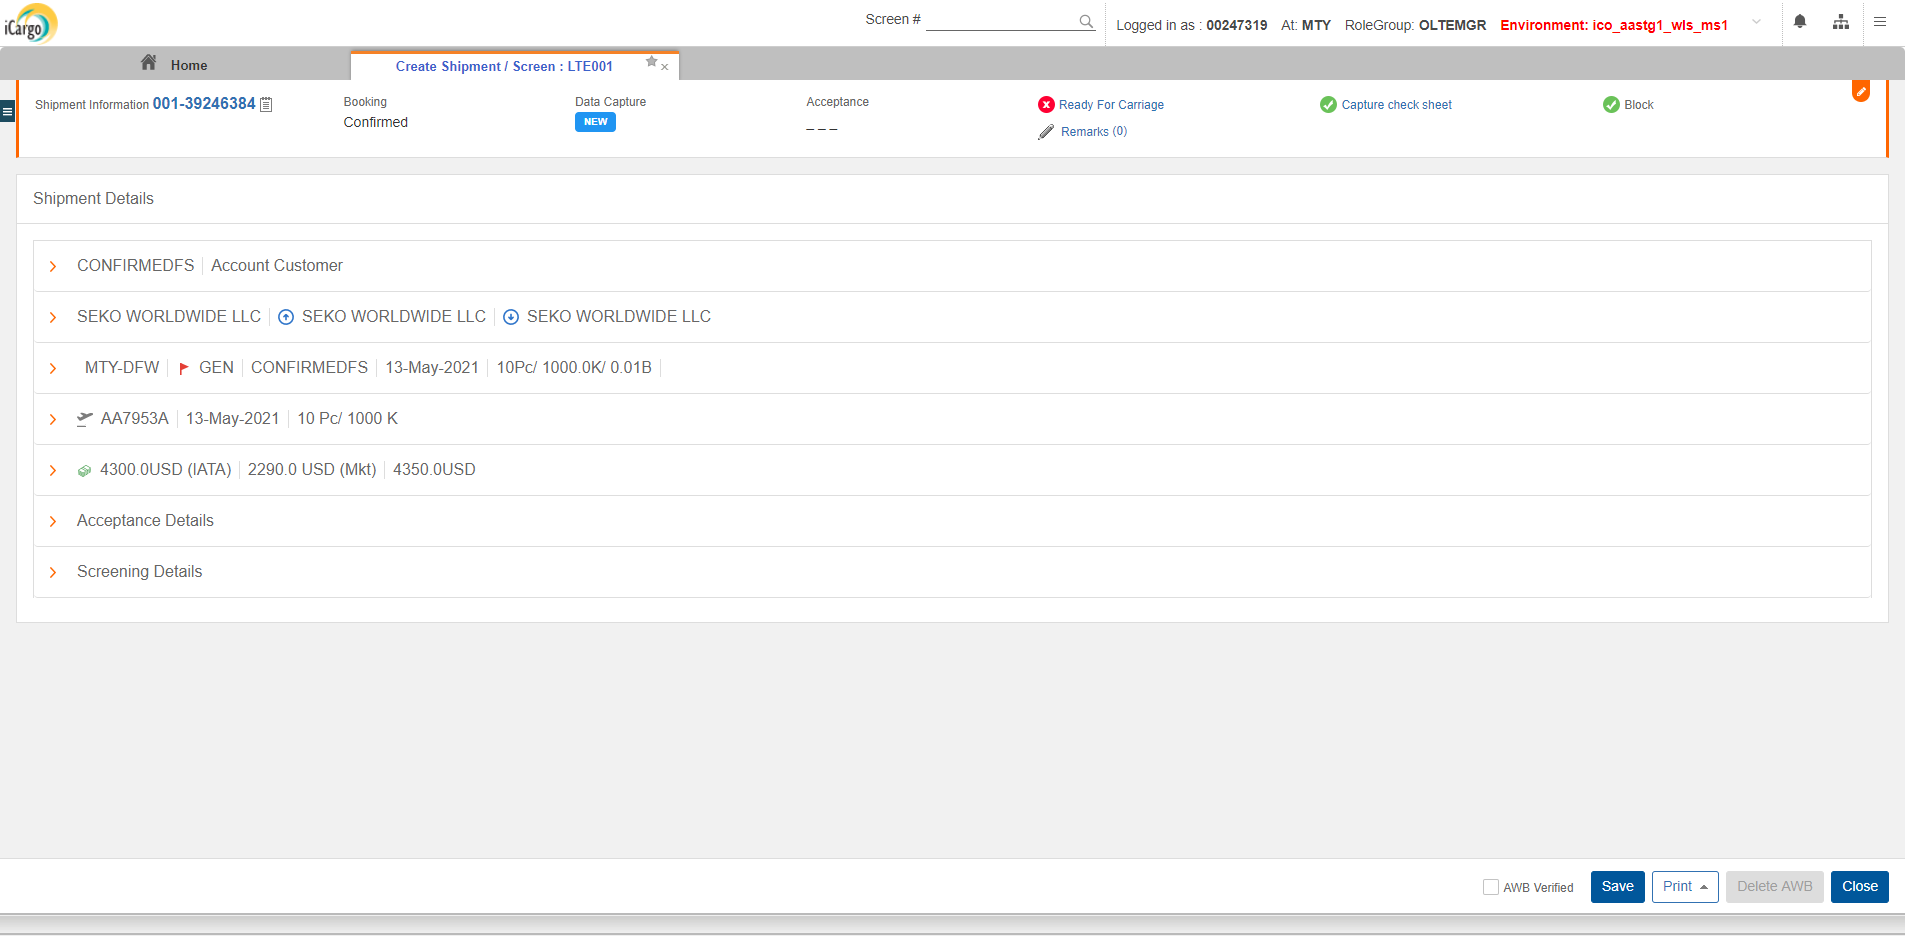 iCargo
Screen #
Logged in as : 00247319 At: MTY RoleGroup: OLTEMGR Environment: ico_aastg1_wls_ms1
Home
Create Shipment / Screen : LTE001
Shipment Information 001-39246384
Booking
Confirmed
Data Capture
NEW
Acceptance
_ _ _
Ready For Carriage
Remarks (0)
Capture check sheet
Block
Shipment Details
CONFIRMEDFS Account Customer
SEKO WORLDWIDE LLC SEKO WORLDWIDE LLC SEKO WORLDWIDE LLC
MTY-DFW GEN CONFIRMEDFS 13-May-2021 10Pc/ 1000.0K/ 0.01B
AA7953A 13-May-2021 10 Pc/ 1000 K
4300.0USD (IATA) 2290.0 USD (Mkt) 4350.0USD
Acceptance Details
Screening Details
AWB Verified Save Print Delete AWB Close